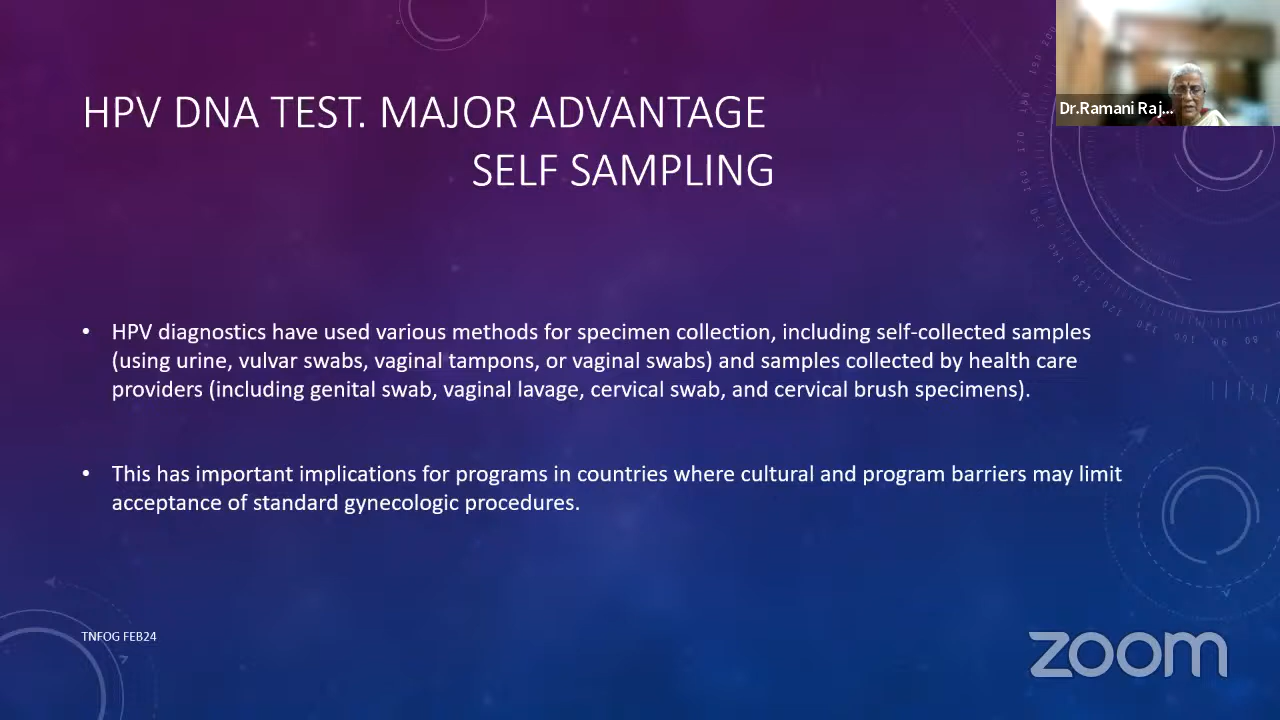 Dr.Ramani Raj...
HPV DNA TEST. MAJOR ADVANTAGE
SELF SAMPLING
• HPV diagnostics have used various methods for specimen collection, including self-collected samples
(using urine, vulvar swabs, vaginal tampons, or vaginal swabs) and samples collected by health care
providers (including genital swab, vaginal lavage, cervical swab, and cervical brush specimens).
• This has important implications for programs in countries where cultural and program barriers may limit
acceptance of standard gynecologic procedures.
TNFOG FEB24
zoom